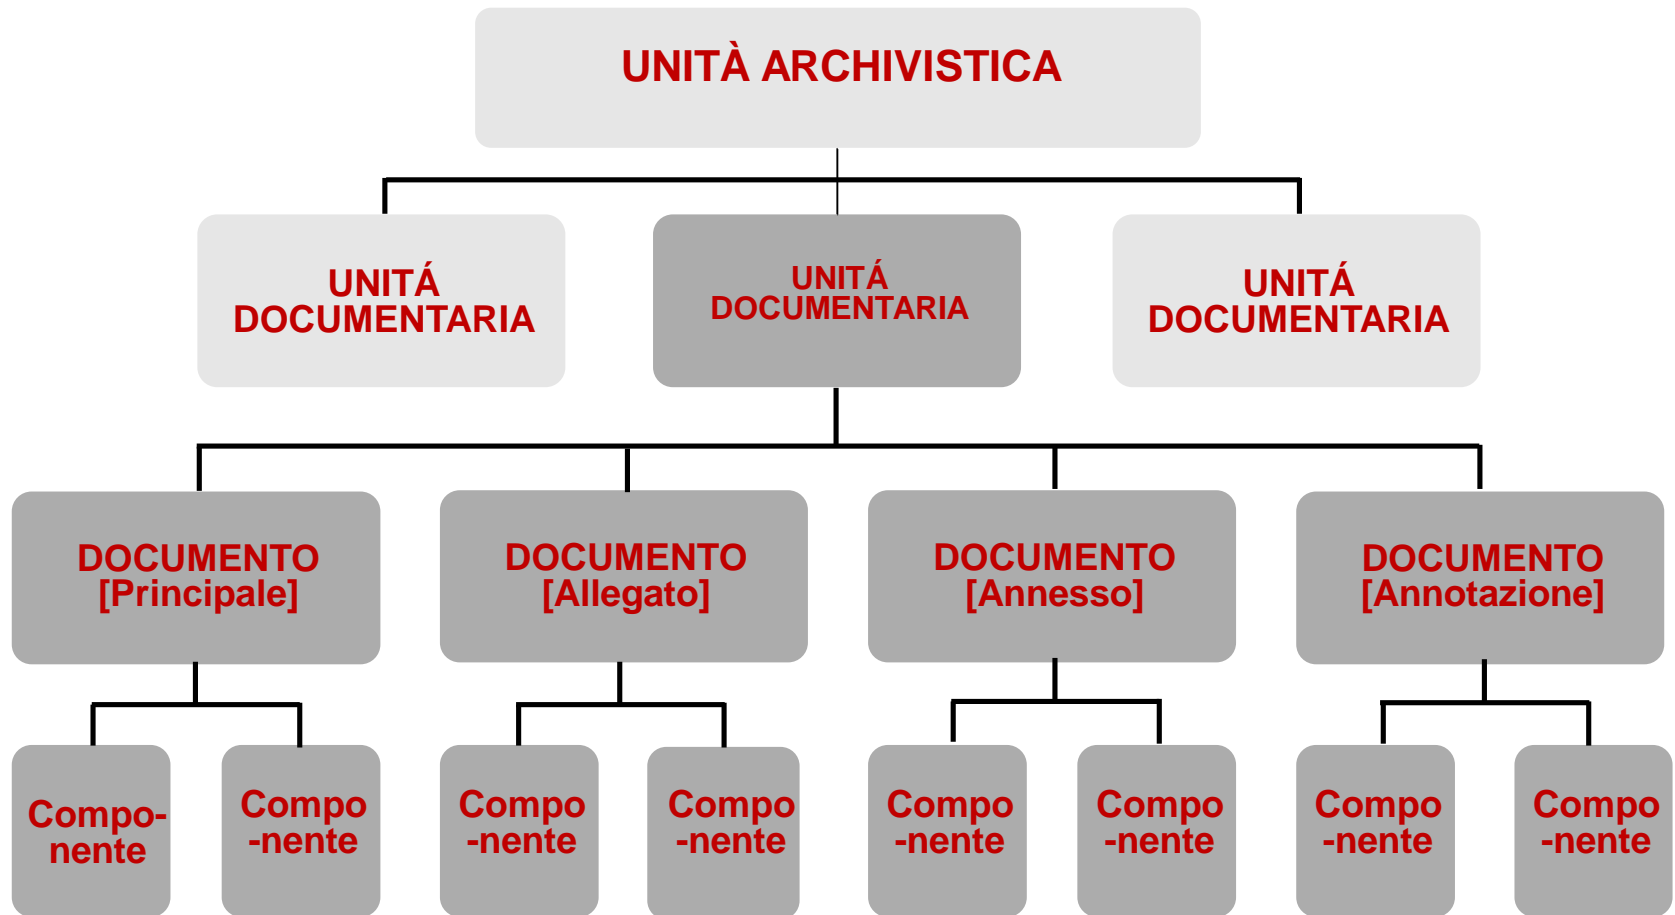 UNITÀ ARCHIVISTICA
UNITÁ
DOCUMENTARIA
UNITÁ
DOCUMENTARIA
UNITÁ
DOCUMENTARIA
DOCUMENTO
[Principale]
DOCUMENTO
[Allegato]
DOCUMENTO
[Annesso]
DOCUMENTO
[Annotazione]
Compo-
nente
Compo
-nente
Compo
-nente
Compo
-nente
Compo
-nente
Compo
-nente
Compo
-nente
Compo
-nente